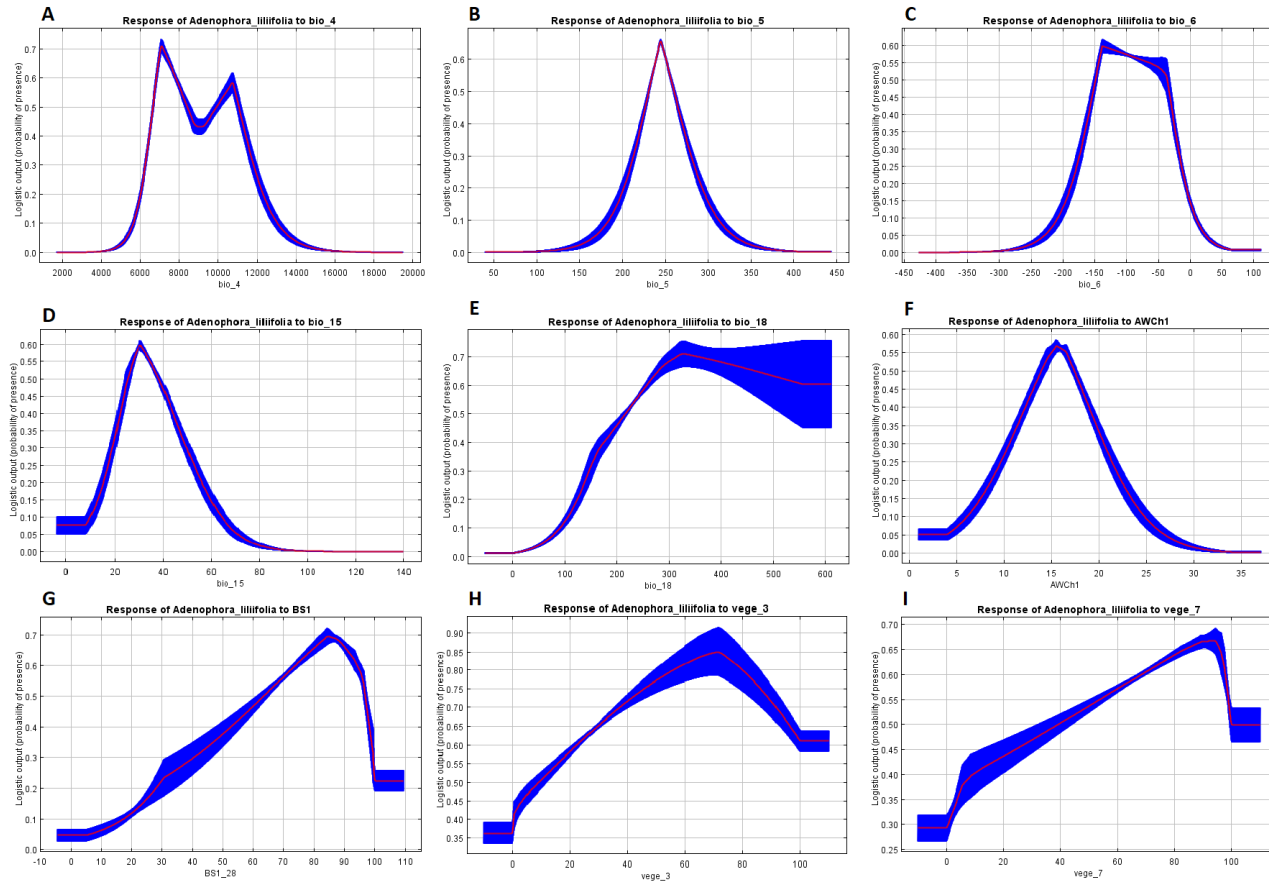 A
Response of Adenophora_liliifolia to bio_4
Logistic output (probability of presence)
0.7
0.6
0.5
0.4
0.3
0.2
0.1
0.0
2000 4000 6000 8000 10000 12000 14000 16000 18000 20000
bio_4
B
Response of Adenophora_liliifolia to bio_5
Logistic output (probability of presence)
0.6
0.5
0.4
0.3
0.2
0.1
0.0
50 100 150 200 250 300 350 400 450
bio_5
C
Response of Adenophora_liliifolia to bio_6
Logistic output (probability of presence)
0.60
0.55
0.50
0.45
0.40
0.35
0.30
0.25
0.20
0.15
0.10
0.05
0.00
-450 -400 -350 -300 -250 -200 -150 -100 -50 0 50 100
bio_6
D
Response of Adenophora_liliifolia to bio_15
Logistic output (probability of presence)
0.60
0.55
0.50
0.45
0.40
0.35
0.30
0.25
0.20
0.15
0.10
0.05
0.00
0 20 40 60 80 100 120 140
bio_15
E
Response of Adenophora_liliifolia to bio_18
Logistic output (probability of presence)
0.7
0.6
0.5
0.4
0.3
0.2
0.1
0.0
0 100 200 300 400 500 600
bio_18
F
Response of Adenophora_liliifolia to AWCh1
Logistic output (probability of presence)
0.55
0.50
0.45
0.40
0.35
0.30
0.25
0.20
0.15
0.10
0.05
0.00
0 5 10 15 20 25 30 35
AWCh1
G
Response of Adenophora_liliifolia to BS1
Logistic output (probability of presence)
0.7
0.6
0.5
0.4
0.3
0.2
0.1
0.0
-10 0 10 20 30 40 50 60 70 80 90 100 110
BS1_28
H
Response of Adenophora_liliifolia to vege_3
Logistic output (probability of presence)
0.90
0.85
0.80
0.75
0.70
0.65
0.60
0.55
0.50
0.45
0.40
0.35
0 20 40 60 80 100
vege_3
I
Response of Adenophora_liliifolia to vege_7
Logistic output (probability of presence)
0.70
0.65
0.60
0.55
0.50
0.45
0.40
0.35
0.30
0.25
0 20 40 60 80 100
vege_7